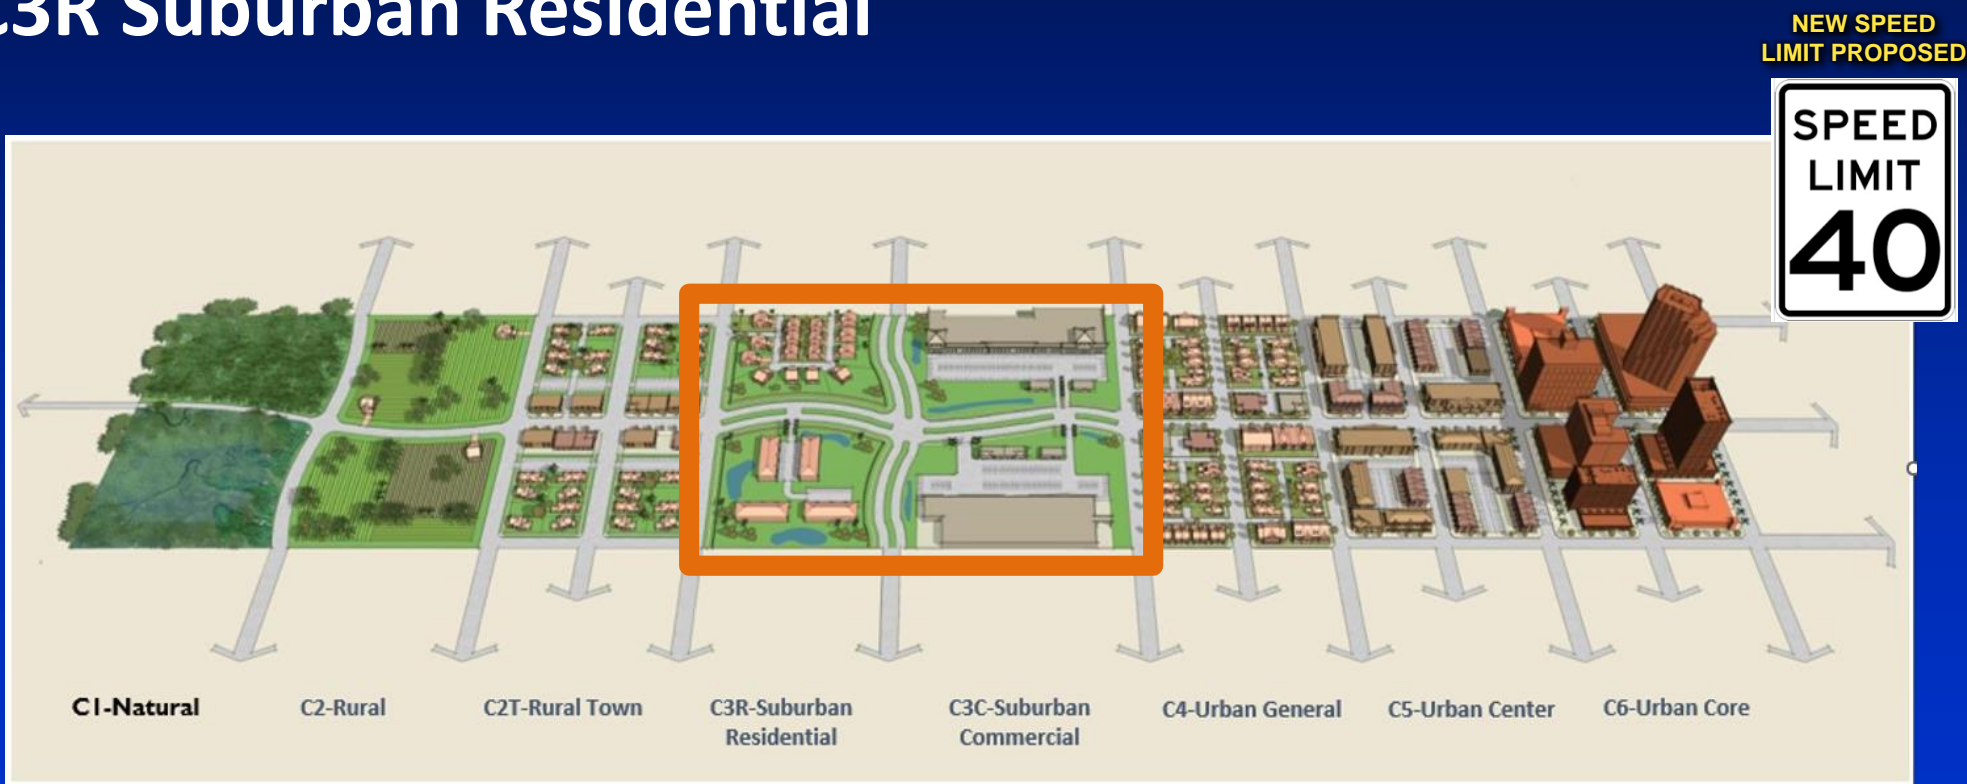 C3R Suburban Residential
NEW SPEED
LIMIT PROPOSED
SPEED
LIMIT
40
C1-Natural
C2-Rural
C2T-Rural Town
C3R-Suburban
Residential
C3C-Suburban
Commercial
C4-Urban General
C5-Urban Center
C6-Urban Core